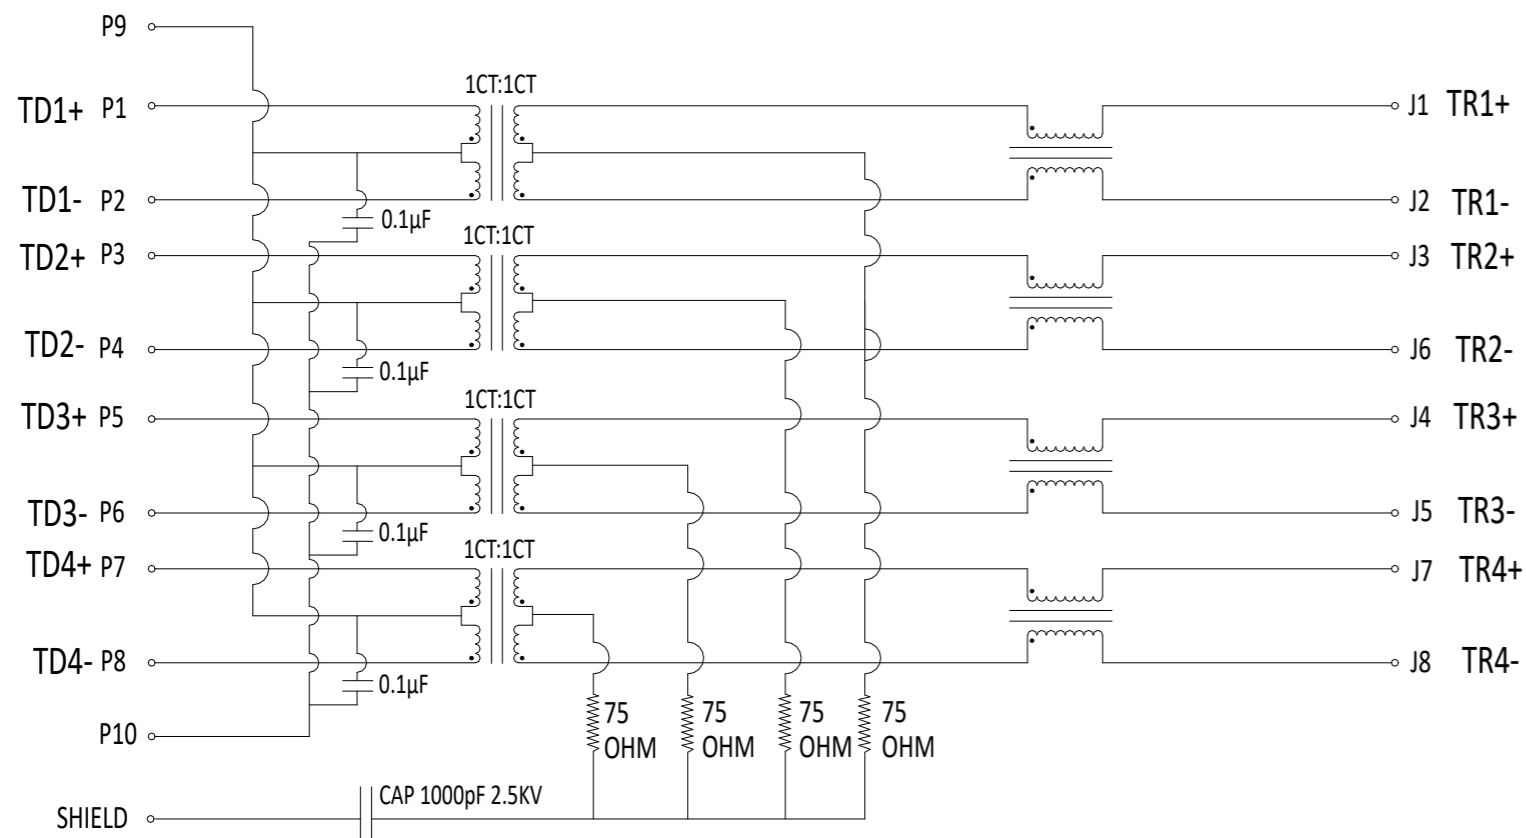 P9
1CT:1CT
TD1+ P1
J1 TR1+
TD1- P2
J2 TR1-
0.1µF
1CT:1CT
TD2+ P3
J3 TR2+
TD2- P4
J6 TR2-
0.1µF
1CT:1CT
TD3+ P5
J4 TR3+
TD3- P6
J5 TR3-
0.1µF
1CT:1CT
TD4+ P7
J7 TR4+
TD4- P8
J8 TR4-
0.1µF
P10
75
OHM
75
OHM
75
OHM
75
OHM
CAP 1000pF 2.5KV
SHIELD